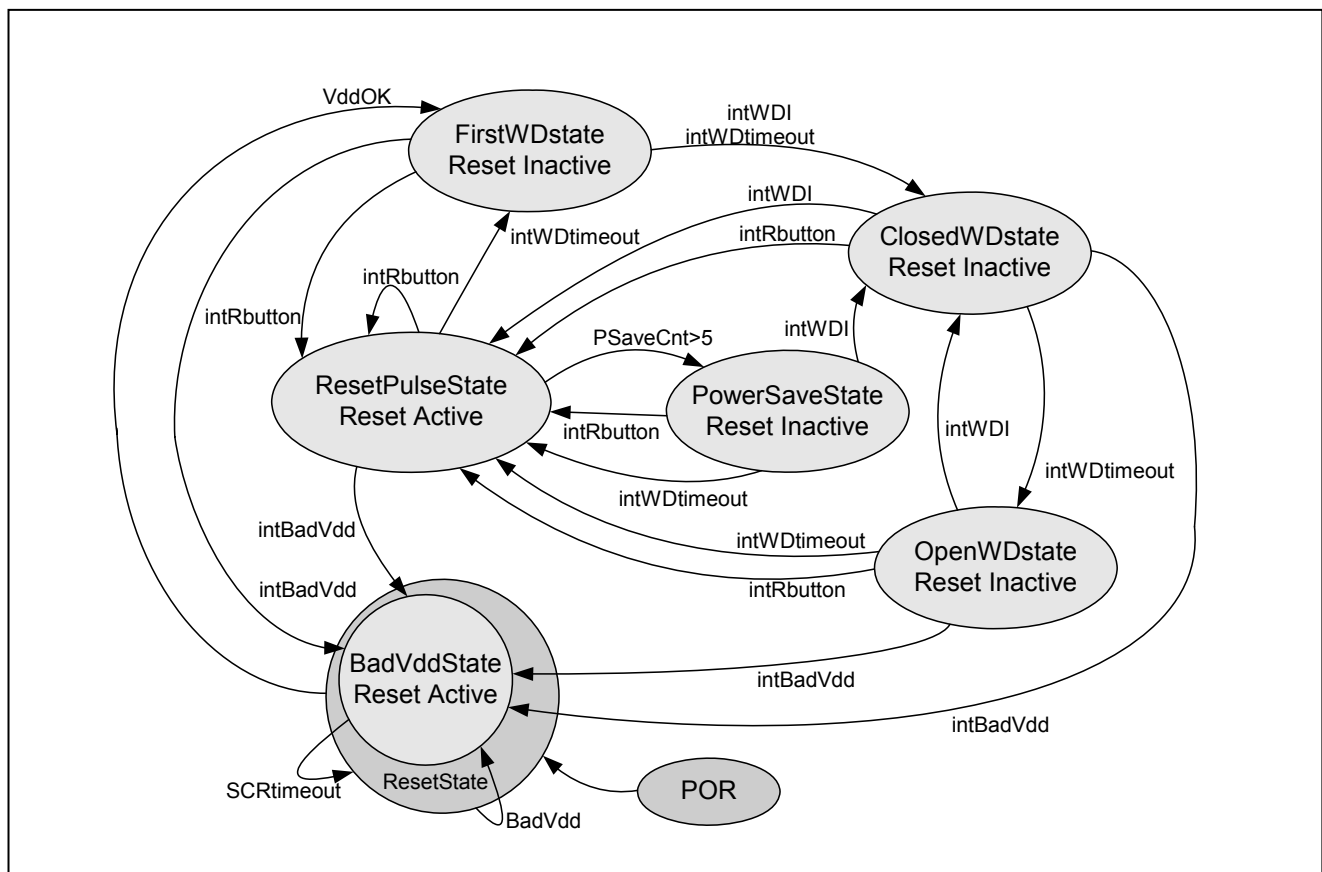 VddOK
FirstWDstate
Reset Inactive
intWDI
intWDtimeout
intWDI
intRbutton
ClosedWDstate
Reset Inactive
intWDtimeout
intRbutton
intRbutton
PSaveCnt>5
intWDI
ResetPulseState
Reset Active
PowerSaveState
Reset Inactive
intRbutton
intWDI
intWDtimeout
intWDtimeout
intBadVdd
intWDtimeout
OpenWDstate
Reset Inactive
intRbutton
intBadVdd
BadVddState
Reset Active
intBadVdd
intBadVdd
ResetState
SCRtimeout
POR
BadVdd